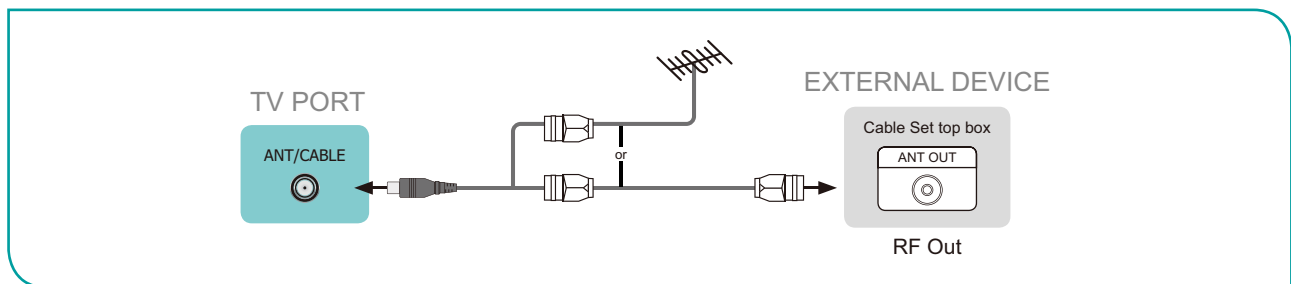 TV PORT
ANT/CABLE
or
EXTERNAL DEVICE
Cable Set top box
ANT OUT
RF Out